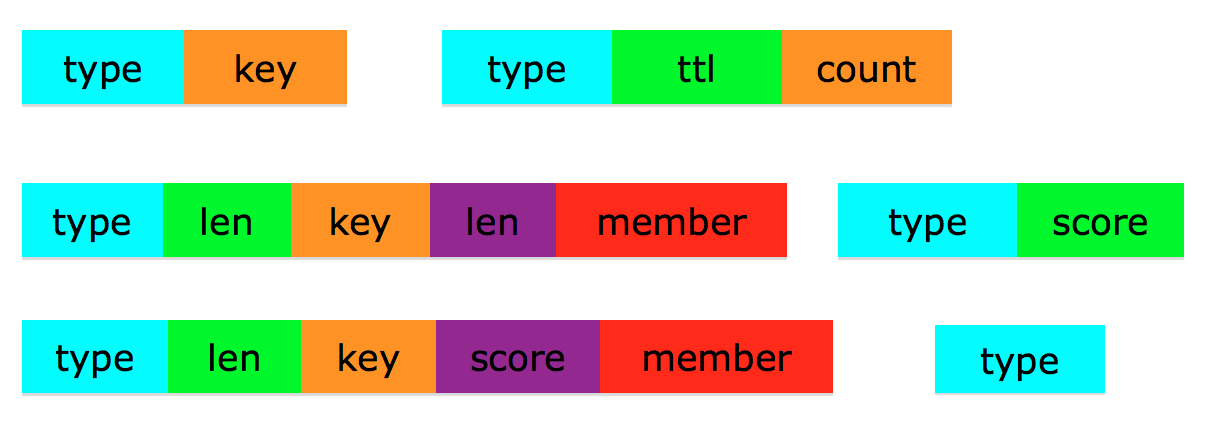 type key type ttl count
type len key len member type score
type len key score member type